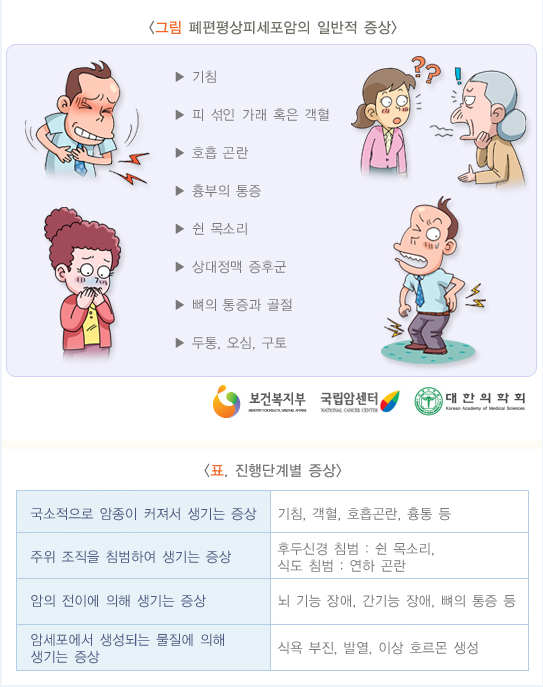 <그림 폐편평상피세포암의 일반적 증상>
▶ 기침
▶ 피 섞인 가래 혹은 객혈
▶ 호흡 곤란
▶ 흉부의 통증
▶ 쉰 목소리
▶ 상대정맥 증후군
▶ 뼈의 통증과 골절
▶ 두통, 오심, 구토
??
!
보건복지부
MINISTRY FOR HEALTH, WELFARE AFFAIRS
국립암센터
NATIONAL CANCER CENTER
대한의학회
Korean Academy of Medical Sciences
<표. 진행단계별 증상>
국소적으로 암종이 커져서 생기는 증상
기침, 객혈, 호흡곤란, 흉통 등
주위 조직을 침범하여 생기는 증상
후두신경 침범 : 쉰 목소리,
식도 침범 : 연하 곤란
암의 전이에 의해 생기는 증상
뇌 기능 장애, 간기능 장애, 뼈의 통증 등
암세포에서 생성되는 물질에 의해
생기는 증상
식욕 부진, 발열, 이상 호르몬 생성